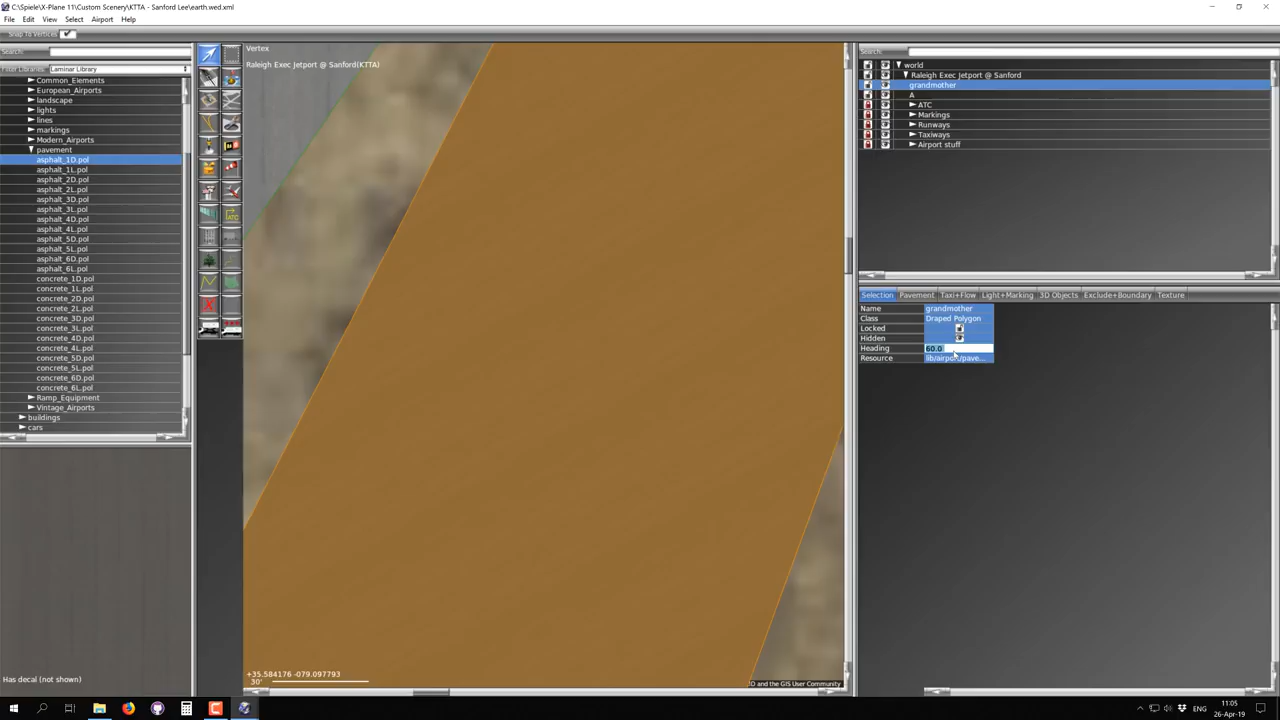 C:\Spiele\X-Plane 11\Custom Scenery\KTTA - Sanford Lee\earth.wed.xml
File Edit View Select Airport Help
Snap To Vertices
Search:
Filter Libraries: Laminar Library
Common_Elements
European_Airports
landscape
lights
lines
markings
Modern_Airports
pavement
asphalt_1D.pol
asphalt_1L.pol
asphalt_2D.pol
asphalt_2L.pol
asphalt_3D.pol
asphalt_3L.pol
asphalt_4D.pol
asphalt_4L.pol
asphalt_5D.pol
asphalt_5L.pol
asphalt_6D.pol
asphalt_6L.pol
concrete_1D.pol
concrete_1L.pol
concrete_2D.pol
concrete_2L.pol
concrete_3D.pol
concrete_3L.pol
concrete_4D.pol
concrete_4L.pol
concrete_5D.pol
concrete_5L.pol
concrete_6D.pol
concrete_6L.pol
Ramp_Equipment
Vintage_Airports
buildings
cars
Has decal (not shown)
ATC
Vertex
Raleigh Exec Jetport @ Sanford(KTTA)
+35.584176 -079.097793
30'
D and the GIS User Community
Search:
world
Raleigh Exec Jetport @ Sanford
grandmother
A
ATC
Markings
Runways
Taxiways
Airport stuff
Selection Pavement Taxi+Flow Light+Marking 3D Objects Exclude+Boundary Texture
Name grandmother
Class Draped Polygon
Locked
Hidden
Heading 60.0
Resource lib/airport/pave...
ENG
11:05
26-Apr-19